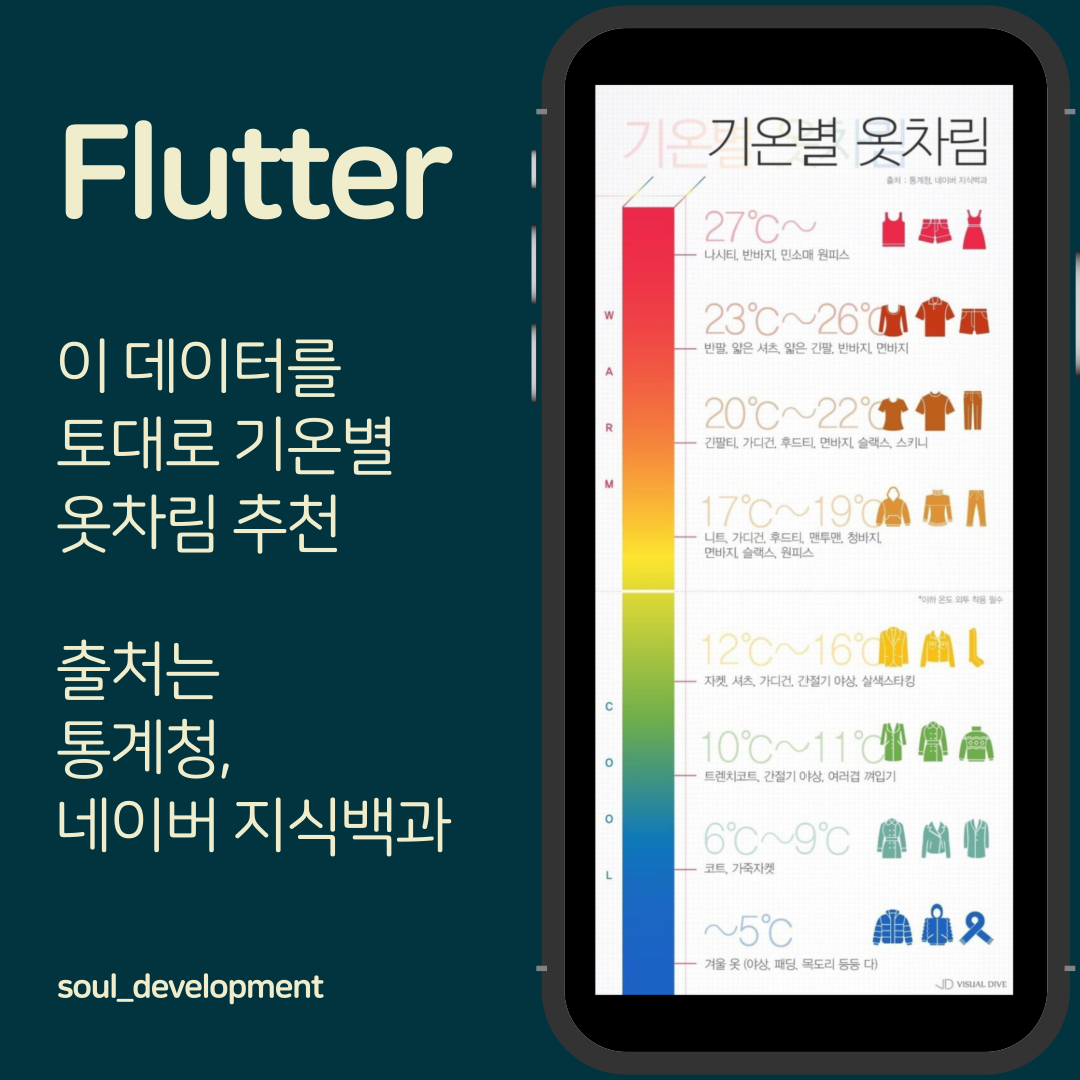 Flutter
이 데이터를
토대로 기온별
옷차림 추천
출처는
통계청,
네이버 지식백과
soul_development
기온별 옷차림
기온별 옷차림
출처 : 통계청, 네이버 지식백과
WARM
27℃~
나시티, 반바지, 민소매 원피스
23℃~26℃
반팔, 얇은 셔츠, 얇은 긴팔, 반바지, 면바지
20℃~22℃
긴팔티, 가디건, 후드티, 면바지, 슬랙스, 스키니
17℃~19℃
니트, 가디건, 후드티, 맨투맨, 청바지,
면바지, 슬랙스, 원피스
*이하 온도 외투 착용 필수
COOL
12℃~16℃
자켓, 셔츠, 가디건, 간절기 야상, 살색스타킹
10℃~11℃
트렌치코트, 간절기 야상, 여러겹 껴입기
6℃~9℃
코트, 가죽자켓
~5℃
겨울 옷 (야상, 패딩, 목도리 등등 다)
VISUAL DIVE